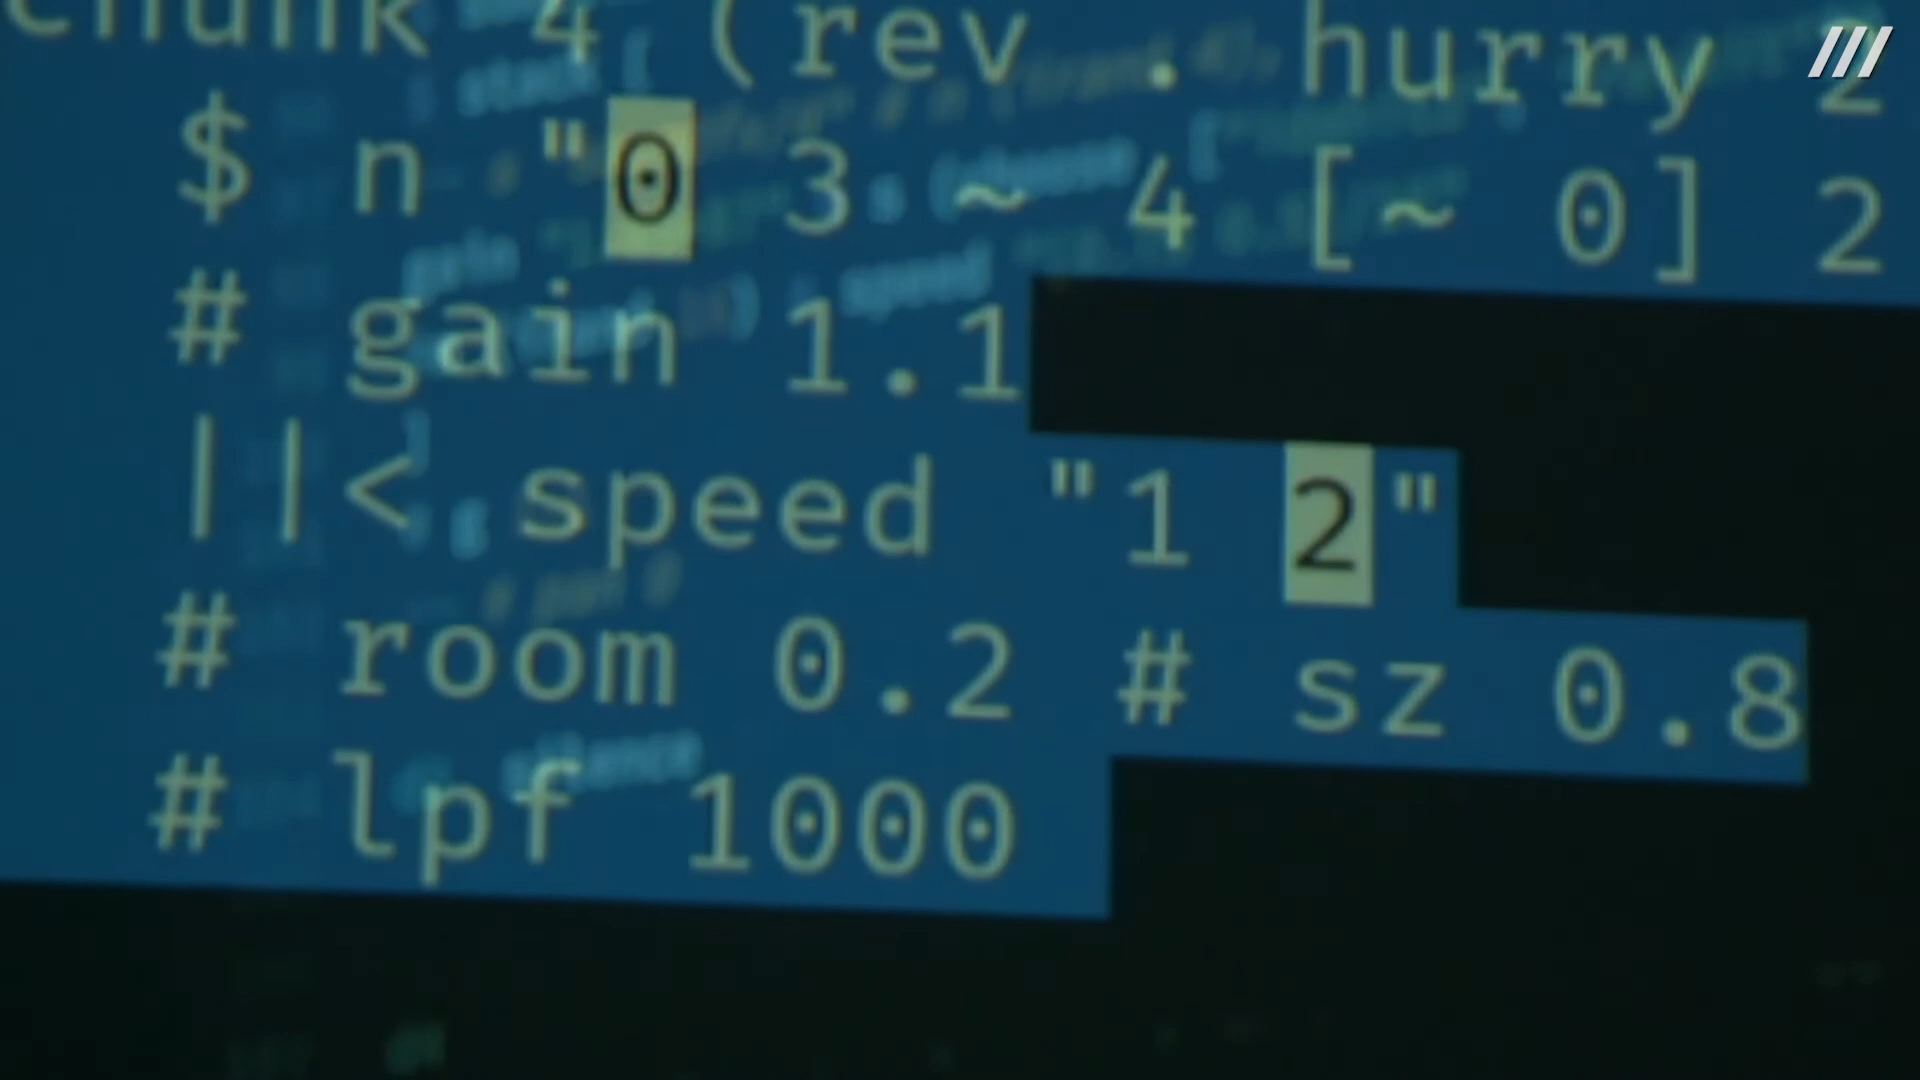 chunk 4 (rev . hurry 2
$ n "0 3 ~ 4 [~ 0] 2
# gain 1.1
||< speed "1 2"
# room 0.2 # sz 0.8
# lpf 1000